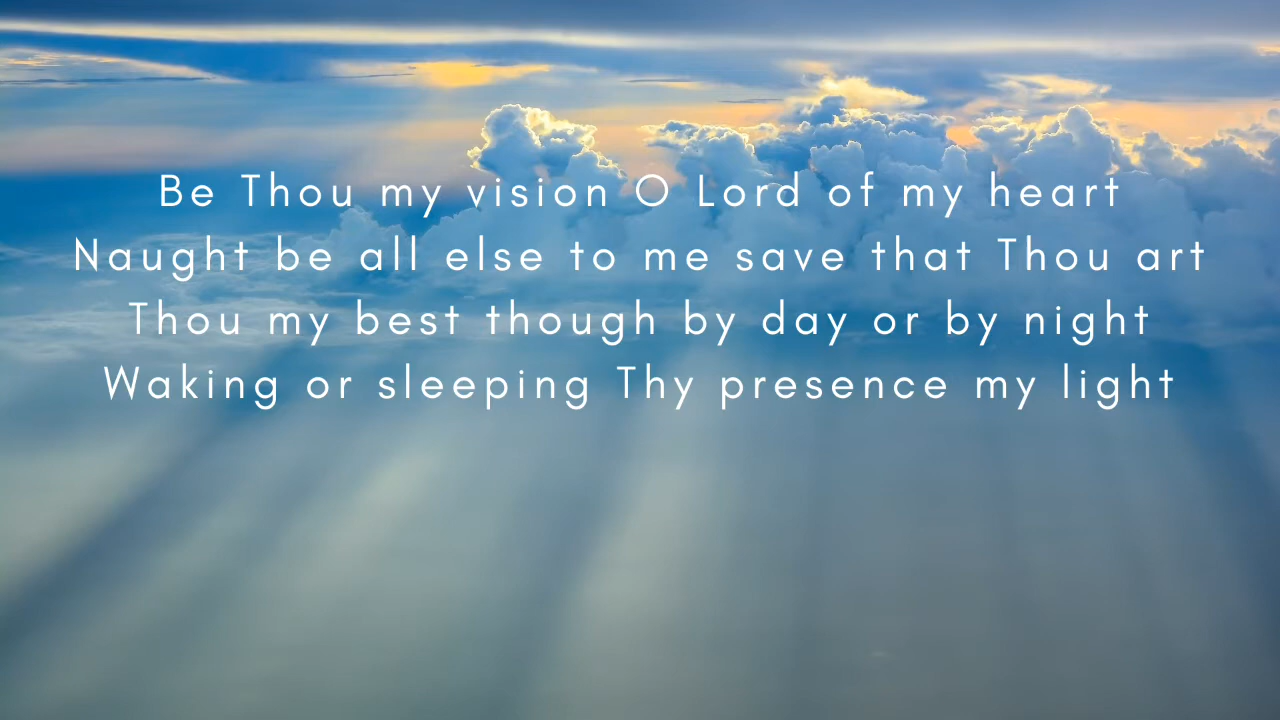 Be Thou my vision O Lord of my heart
Naught be all else to me save that Thou art
Thou my best though by day or by night
Waking or sleeping Thy presence my light